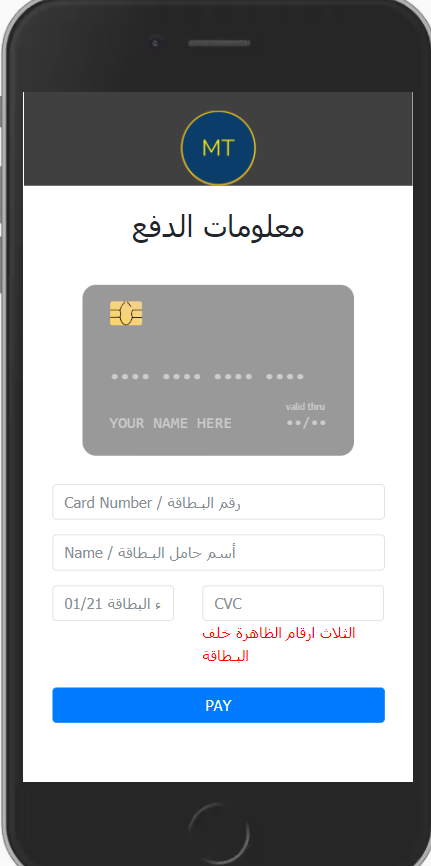 MT
معلومات الدفع
•••• •••• •••• ••••
valid thru
YOUR NAME HERE ••/••
Card Number / رقم البطاقة
Name / أسم حامل البطاقة
ء البطاقة 01/21
CVC
الثلاث ارقام الظاهرة خلف
البطاقة
PAY